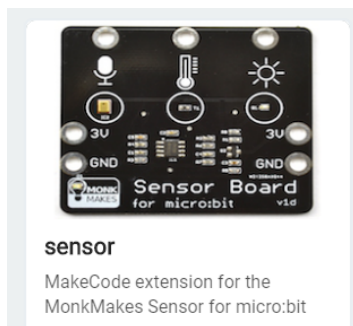 3V
3V
GND
GND
MONK
MAKES
Sensor Board
for micro:bit
v1d
sensor
MakeCode extension for the
MonkMakes Sensor for micro:bit